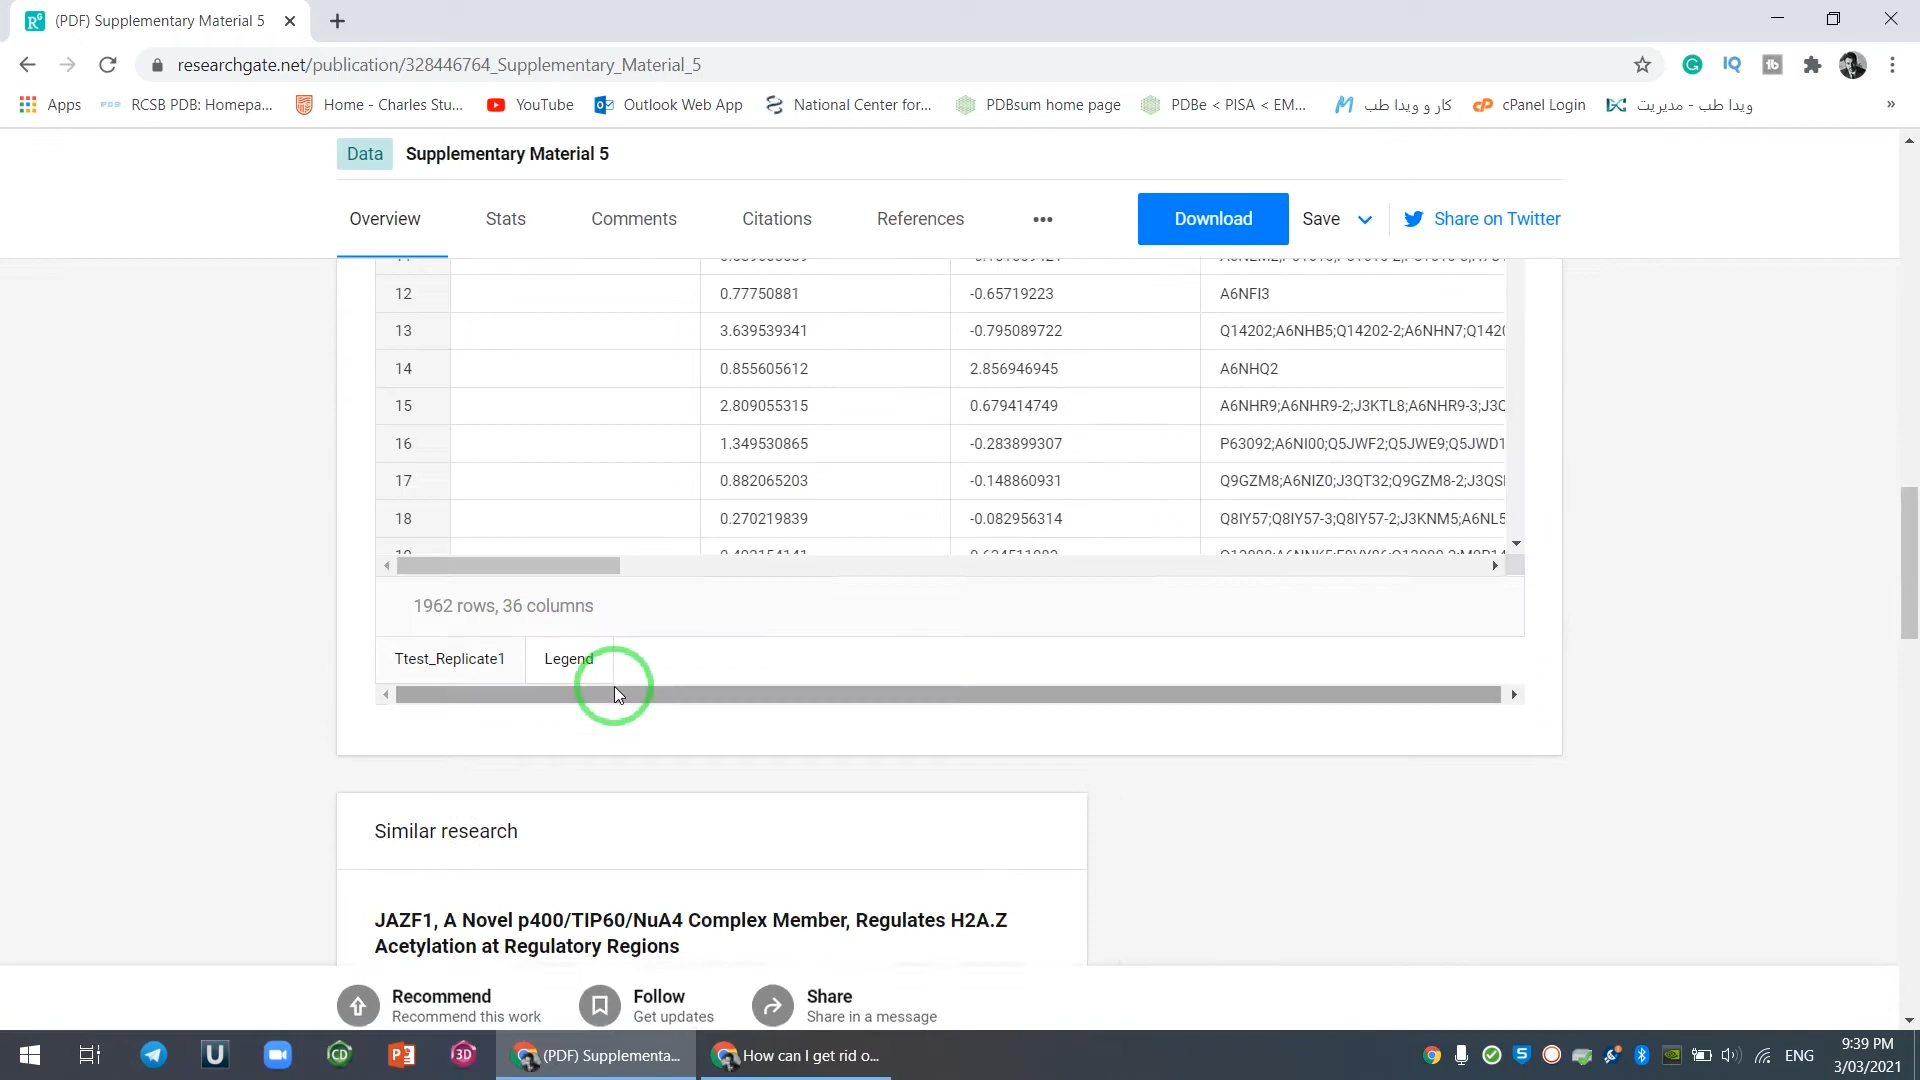 (PDF) Supplementary Material 5
researchgate.net/publication/328446764_Supplementary_Material_5
Apps
RCSB PDB: Homepa...
Home - Charles Stu...
YouTube
Outlook Web App
National Center for...
PDBsum home page
PDBe < PISA < EM...
کار و ویدا طب
cPanel Login
ویدا طب - مدیریت
»
Data Supplementary Material 5
Overview Stats Comments Citations References ••• Download Save Share on Twitter
12 0.77750881 -0.65719223 A6NFI3
13 3.639539341 -0.795089722 Q14202;A6NHB5;Q14202-2;A6NHN7;Q1420
14 0.855605612 2.856946945 A6NHQ2
15 2.809055315 0.679414749 A6NHR9;A6NHR9-2;J3KTL8;A6NHR9-3;J3Q
16 1.349530865 -0.283899307 P63092;A6NI00;Q5JWF2;Q5JWE9;Q5JWD1
17 0.882065203 -0.148860931 Q9GZM8;A6NIZ0;J3QT32;Q9GZM8-2;J3QS
18 0.270219839 -0.082956314 Q8IY57;Q8IY57-3;Q8IY57-2;J3KNM5;A6NL5
1962 rows, 36 columns
Ttest_Replicate1 Legend
Similar research
JAZF1, A Novel p400/TIP60/NuA4 Complex Member, Regulates H2A.Z
Acetylation at Regulatory Regions
Recommend
Recommend this work
Follow
Get updates
Share
Share in a message
(PDF) Supplementa...
How can I get rid o...
ENG
9:39 PM
3/03/2021